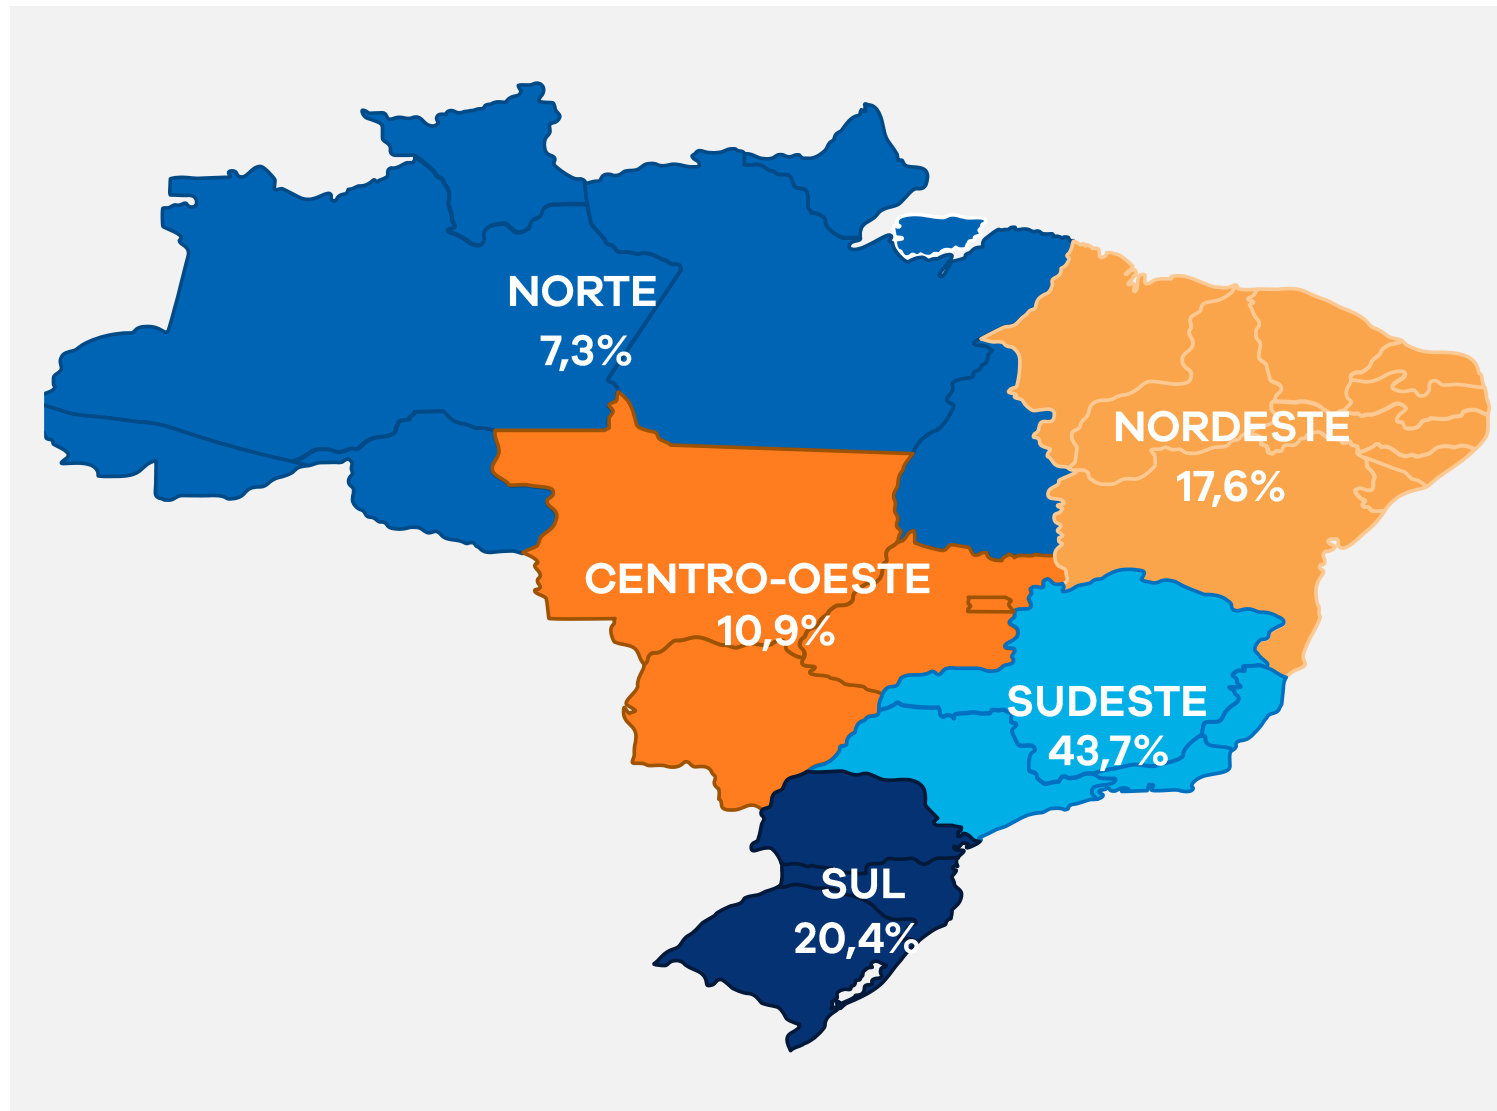 NORTE
7,3%
NORDESTE
17,6%
CENTRO-OESTE
10,9%
SUDESTE
43,7%
SUL
20,4%